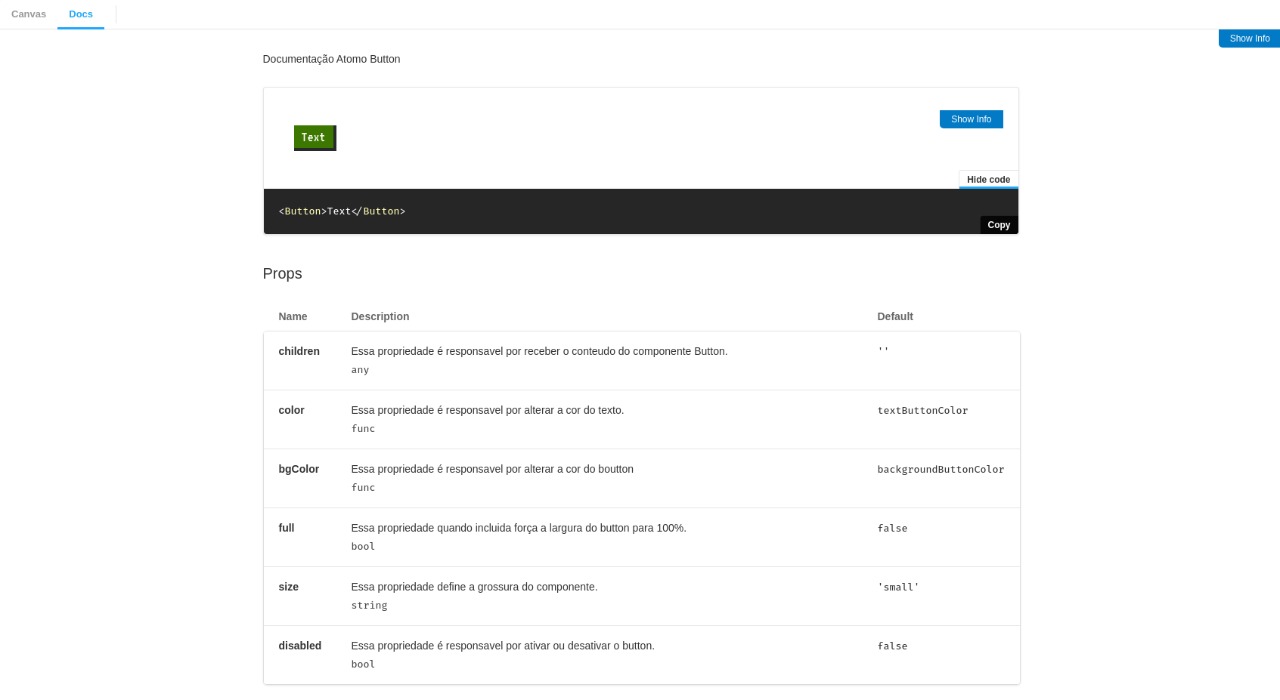 Canvas Docs
Show Info
Documentação Atomo Button
Show Info
Text
Hide code
<Button>Text</Button>
Copy
Props
Name Description Default
children Essa propriedade é responsavel por receber o conteudo do componente Button. ''
any
color Essa propriedade é responsavel por alterar a cor do texto. textButtonColor
func
bgColor Essa propriedade é responsavel por alterar a cor do boutton backgroundButtonColor
func
full Essa propriedade quando incluida força a largura do button para 100%. false
bool
size Essa propriedade define a grossura do componente. 'small'
string
disabled Essa propriedade é responsavel por ativar ou desativar o button. false
bool